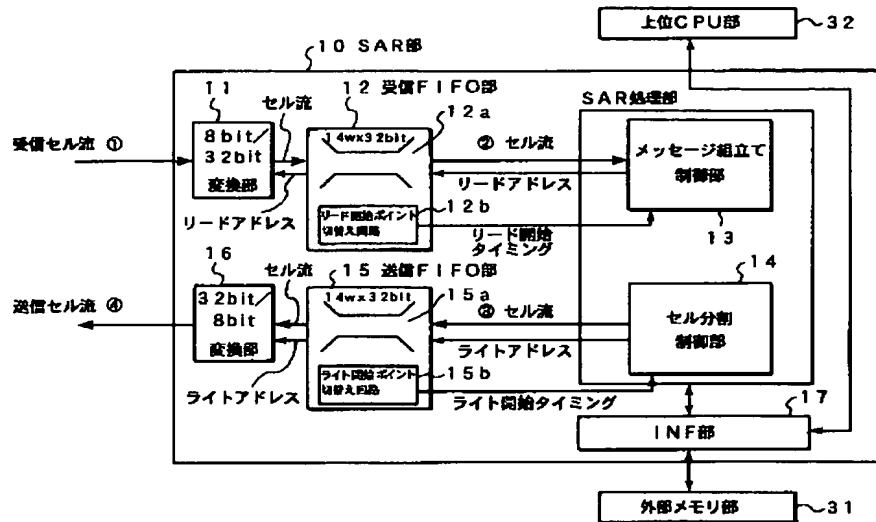 上位CPU部
32
10 SAR部
11
セル流
12 受信FIFO部
12a
SAR処理部
受信セル流 ①
8bit/
32bit
変換部
14w×32bit
② セル流
リードアドレス
リードアドレス
メッセージ組立て
制御部
リード開始ポイント
切替え回路
12b
リード開始
タイミング
13
16
セル流
15 送信FIFO部
14
送信セル流 ④
32bit/
8bit
変換部
14w×32bit
15a
③ セル流
ライトアドレス
セル分割
制御部
ライト開始ポイント
切替え回路
15b
ライトアドレス
ライト開始タイミング
17
INF部
外部メモリ部
31